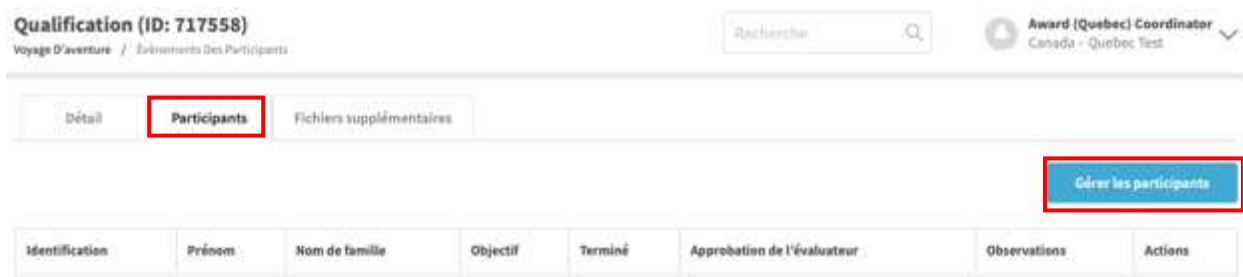 Qualification (ID: 717558)
Voyage D'aventure / Évènements Des Participants
Recherche
Award (Quebec) Coordinator
Canada - Quebec Test
Détail
Participants
Fichiers supplémentaires
Gérer les participants
Identification Prénom Nom de famille Objectif Terminé Approbation de l'évaluateur Observations Actions